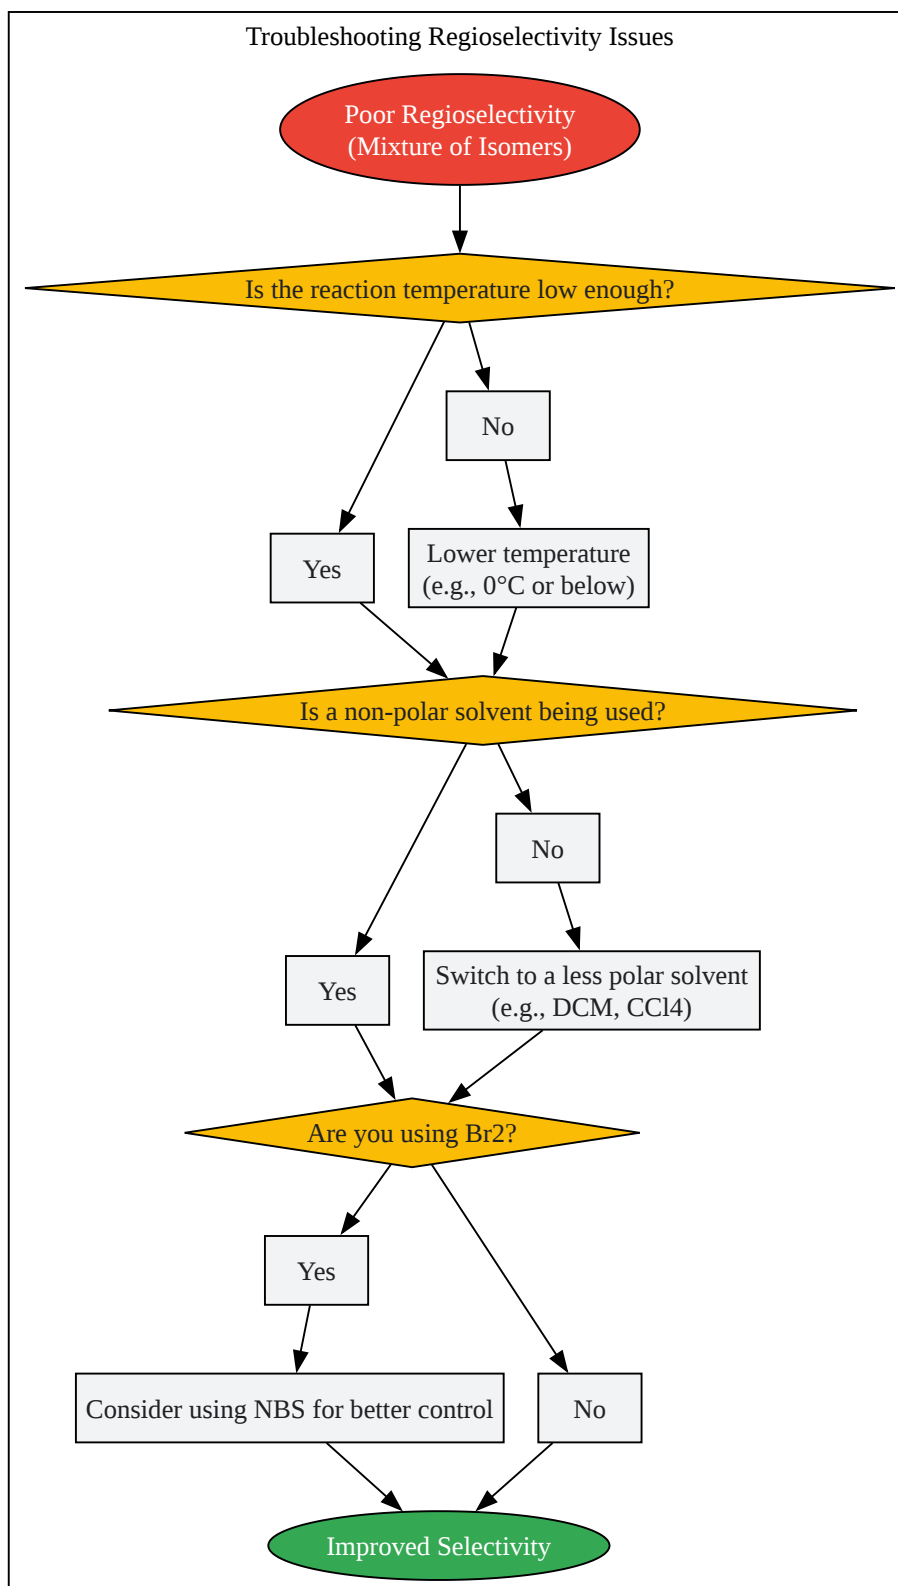 Troubleshooting Regioselectivity Issues
Poor Regioselectivity
(Mixture of Isomers)
Is the reaction temperature low enough?
No
Yes
Lower temperature
(e.g., 0°C or below)
Is a non-polar solvent being used?
No
Yes
Switch to a less polar solvent
(e.g., DCM, CCl4)
Are you using Br2?
Yes
Consider using NBS for better control
No
Improved Selectivity